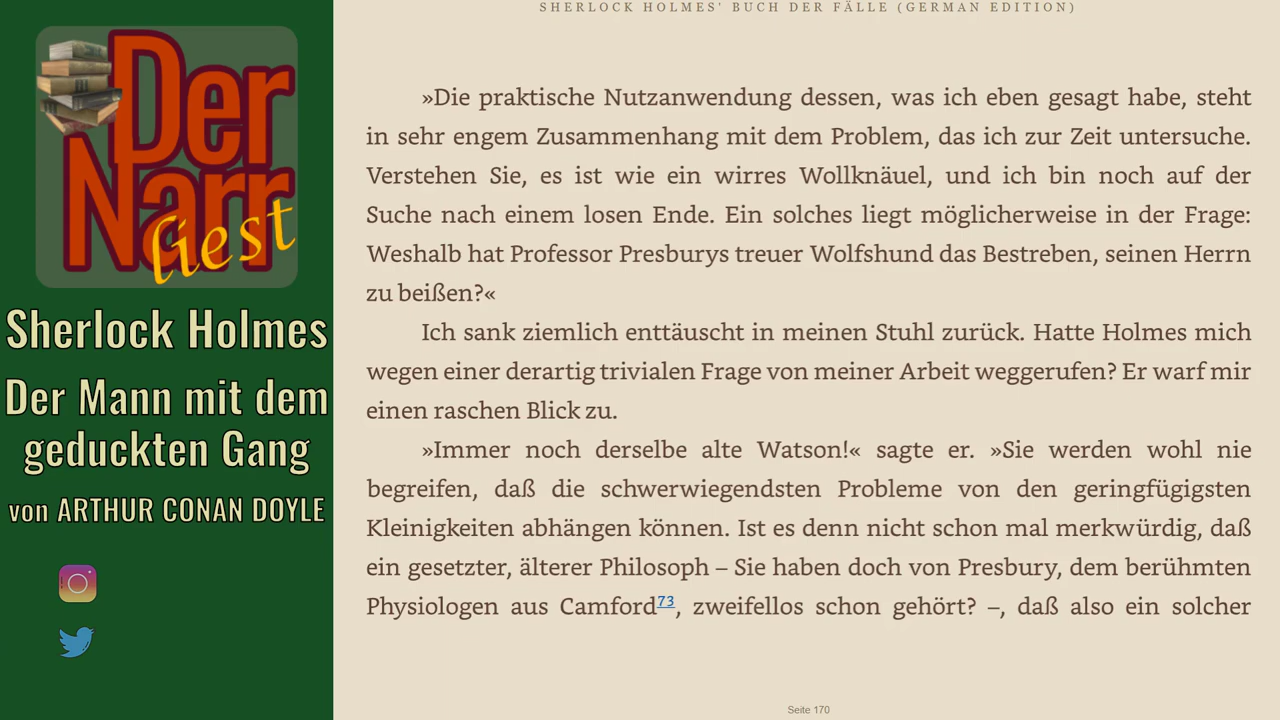 Der
Narr
liest
Sherlock Holmes
Der Mann mit dem
geduckten Gang
von ARTHUR CONAN DOYLE
SHERLOCK HOLMES' BUCH DER FÄLLE (GERMAN EDITION)
»Die praktische Nutzanwendung dessen, was ich eben gesagt habe, steht
in sehr engem Zusammenhang mit dem Problem, das ich zur Zeit untersuche.
Verstehen Sie, es ist wie ein wirres Wollknäuel, und ich bin noch auf der
Suche nach einem losen Ende. Ein solches liegt möglicherweise in der Frage:
Weshalb hat Professor Presburys treuer Wolfshund das Bestreben, seinen Herrn
zu beißen?«
Ich sank ziemlich enttäuscht in meinen Stuhl zurück. Hatte Holmes mich
wegen einer derartig trivialen Frage von meiner Arbeit weggerufen? Er warf mir
einen raschen Blick zu.
»Immer noch derselbe alte Watson!« sagte er. »Sie werden wohl nie
begreifen, daß die schwerwiegendsten Probleme von den geringfügigsten
Kleinigkeiten abhängen können. Ist es denn nicht schon mal merkwürdig, daß
ein gesetzter, älterer Philosoph – Sie haben doch von Presbury, dem berühmten
Physiologen aus Camford73, zweifellos schon gehört? –, daß also ein solcher
Seite 170